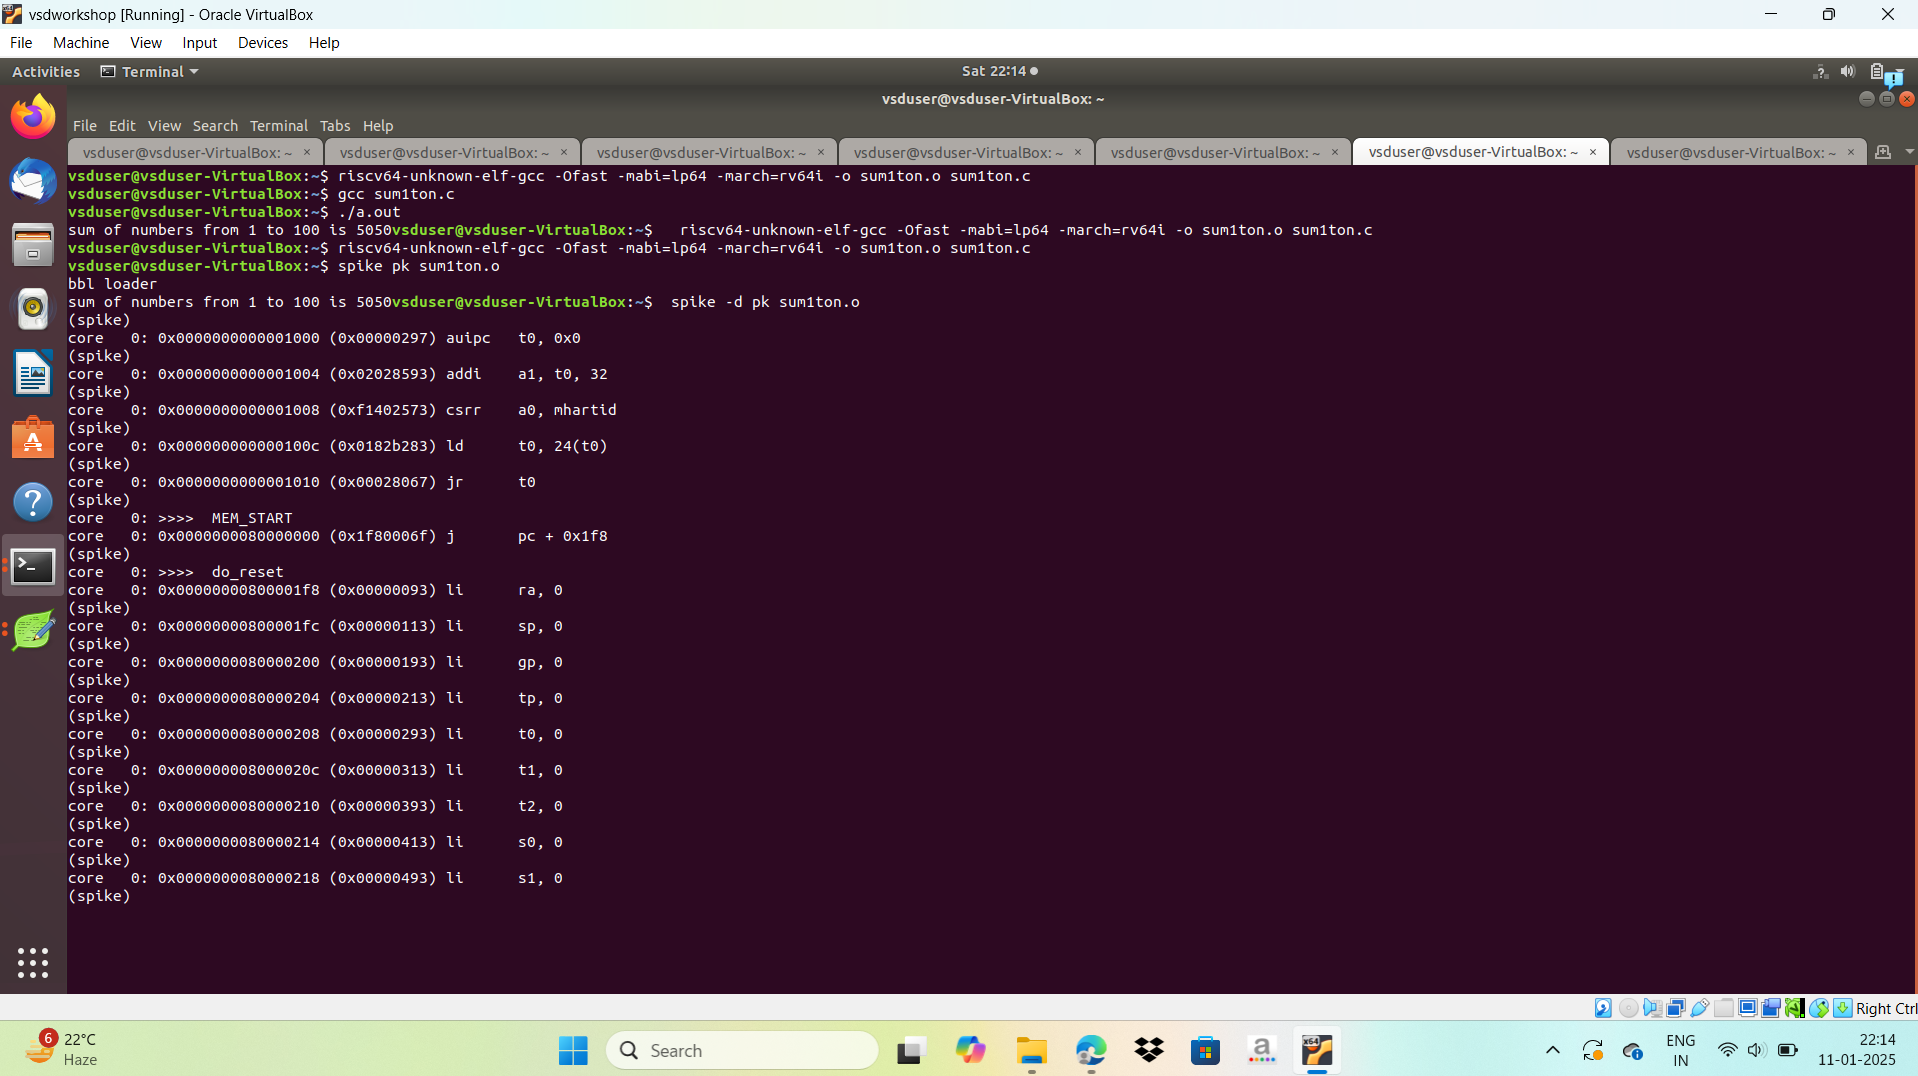 vsdworkshop [Running] - Oracle VirtualBox
File Machine View Input Devices Help
Activities Terminal Sat 22:14
vsduser@vsduser-VirtualBox: ~
File Edit View Search Terminal Tabs Help
vsduser@vsduser-VirtualBox: ~ × vsduser@vsduser-VirtualBox: ~ × vsduser@vsduser-VirtualBox: ~ × vsduser@vsduser-VirtualBox: ~ × vsduser@vsduser-VirtualBox: ~ × vsduser@vsduser-VirtualBox: ~ × vsduser@vsduser-VirtualBox: ~ ×
vsduser@vsduser-VirtualBox:~$ riscv64-unknown-elf-gcc -Ofast -mabi=lp64 -march=rv64i -o sum1ton.o sum1ton.c
vsduser@vsduser-VirtualBox:~$ gcc sum1ton.c
vsduser@vsduser-VirtualBox:~$ ./a.out
sum of numbers from 1 to 100 is 5050vsduser@vsduser-VirtualBox:~$   riscv64-unknown-elf-gcc -Ofast -mabi=lp64 -march=rv64i -o sum1ton.o sum1ton.c
vsduser@vsduser-VirtualBox:~$ riscv64-unknown-elf-gcc -Ofast -mabi=lp64 -march=rv64i -o sum1ton.o sum1ton.c
vsduser@vsduser-VirtualBox:~$ spike pk sum1ton.o
bbl loader
sum of numbers from 1 to 100 is 5050vsduser@vsduser-VirtualBox:~$  spike -d pk sum1ton.o
(spike)
core   0: 0x0000000000001000 (0x00000297) auipc   t0, 0x0
(spike)
core   0: 0x0000000000001004 (0x02028593) addi    a1, t0, 32
(spike)
core   0: 0x0000000000001008 (0xf1402573) csrr    a0, mhartid
(spike)
core   0: 0x000000000000100c (0x0182b283) ld      t0, 24(t0)
(spike)
core   0: 0x0000000000001010 (0x00028067) jr      t0
(spike)
core   0: >>>>  MEM_START
core   0: 0x0000000080000000 (0x1f80006f) j       pc + 0x1f8
(spike)
core   0: >>>>  do_reset
core   0: 0x00000000800001f8 (0x00000093) li      ra, 0
(spike)
core   0: 0x00000000800001fc (0x00000113) li      sp, 0
(spike)
core   0: 0x0000000080000200 (0x00000193) li      gp, 0
(spike)
core   0: 0x0000000080000204 (0x00000213) li      tp, 0
(spike)
core   0: 0x0000000080000208 (0x00000293) li      t0, 0
(spike)
core   0: 0x000000008000020c (0x00000313) li      t1, 0
(spike)
core   0: 0x0000000080000210 (0x00000393) li      t2, 0
(spike)
core   0: 0x0000000080000214 (0x00000413) li      s0, 0
(spike)
core   0: 0x0000000080000218 (0x00000493) li      s1, 0
(spike)
Right Ctrl
6 22°C
Haze
Search
ENG
IN
22:14
11-01-2025